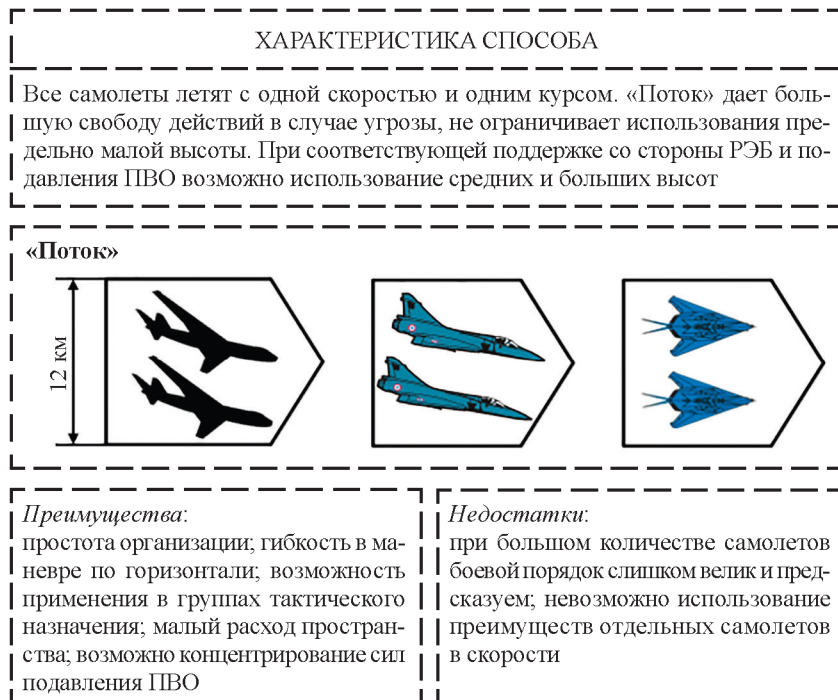 ХАРАКТЕРИСТИКА СПОСОБА
Все самолеты летят с одной скоростью и одним курсом. «Поток» дает боль-
шую свободу действий в случае угрозы, не ограничивает использования пре-
дельно малой высоты. При соответствующей поддержке со стороны РЭБ и по-
давления ПВО возможно использование средних и больших высот
«Поток»
12 км
Преимущества:
простота организации; гибкость в ма-
невре по горизонтали; возможность
применения в группах тактического
назначения; малый расход простран-
ства; возможно концентрирование сил
подавления ПВО
Недостатки:
при большом количестве самолетов
боевой порядок слишком велик и пред-
сказуем; невозможно использование
преимуществ отдельных самолетов
в скорости